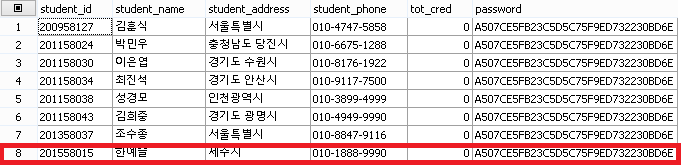 student_id student_name student_address student_phone tot_cred password
1 200958127 김훈식 서울특별시 010-4747-5858 0 A507CE5FB23C5D5C75F9ED732230BD6E
2 201158024 박민우 충청남도 당진시 010-6675-1288 0 A507CE5FB23C5D5C75F9ED732230BD6E
3 201158030 이은엽 경기도 수원시 010-8176-1922 0 A507CE5FB23C5D5C75F9ED732230BD6E
4 201158034 최진석 경기도 안산시 010-9117-7500 0 A507CE5FB23C5D5C75F9ED732230BD6E
5 201158038 성경모 인천광역시 010-3899-4999 0 A507CE5FB23C5D5C75F9ED732230BD6E
6 201158043 김희중 경기도 광명시 010-4949-9990 0 A507CE5FB23C5D5C75F9ED732230BD6E
7 201358037 조수홍 서울특별시 010-8847-9116 0 A507CE5FB23C5D5C75F9ED732230BD6E
8 201558015 한예슬 제주시 010-1888-9990 0 A507CE5FB23C5D5C75F9ED732230BD6E